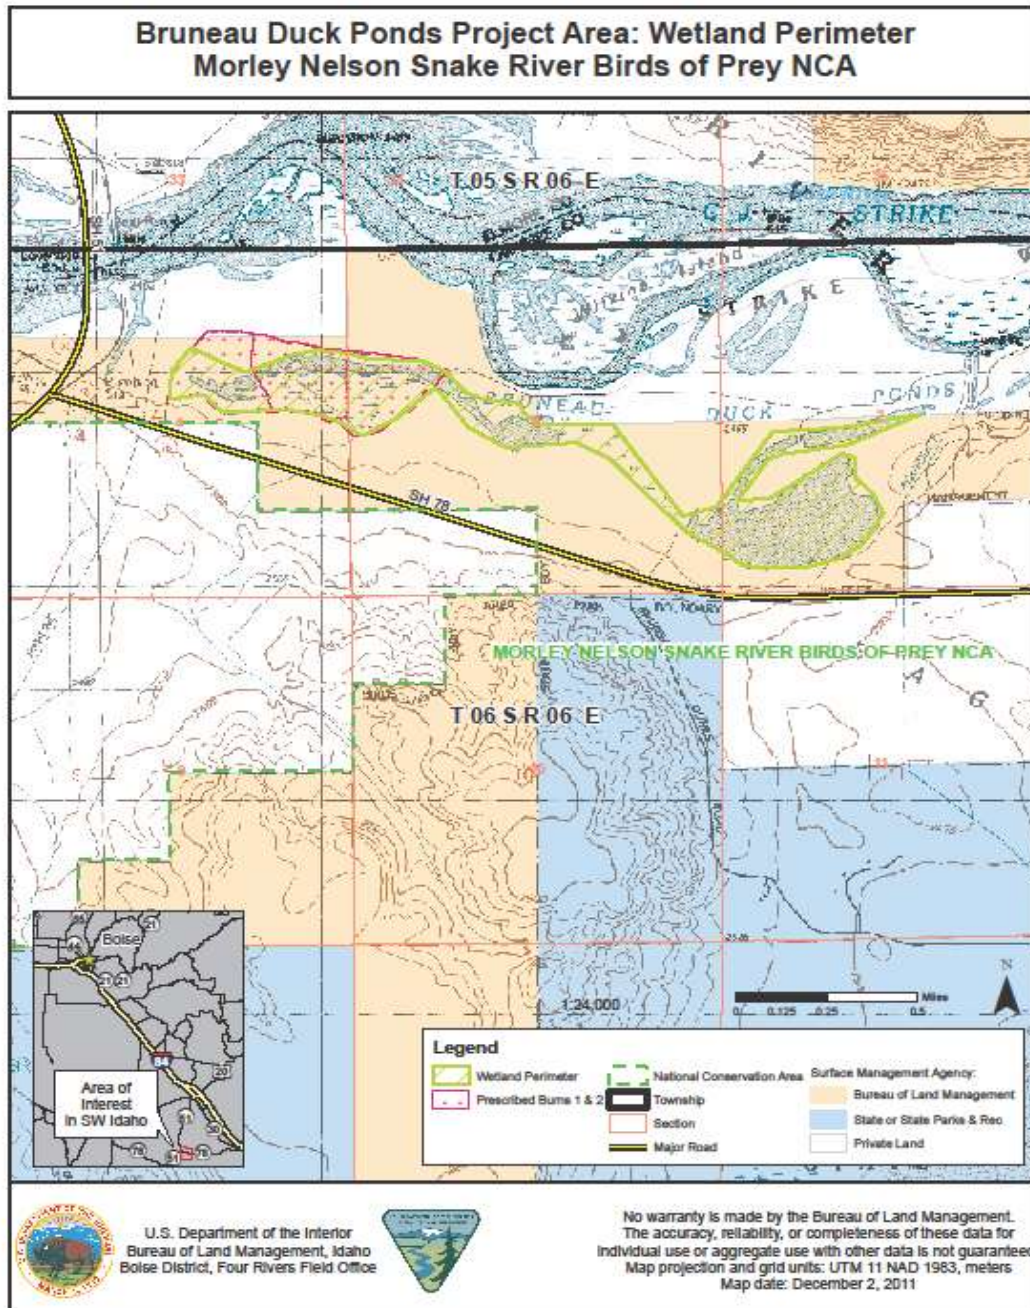 Bruneau Duck Ponds Project Area: Wetland Perimeter
Morley Nelson Snake River Birds of Prey NCA
T 05 S R 06 E
C J STRIKE
STRIKE
BRUNEAU DUCK PONDS
SH 78
BOUNDARY
MORLEY NELSON SNAKE RIVER BIRDS OF PREY NCA
T 06 S R 06 E
Boise
84
Area of
Interest
in SW Idaho
1:24,000
Miles
0 0.125 0.25 0.5
N
Legend
Wetland Perimeter
Prescribed Burns 1 & 2
National Conservation Area
Township
Section
Major Road
Surface Management Agency:
Bureau of Land Management
State or State Parks & Rec
Private Land
U.S. Department of the Interior
Bureau of Land Management, Idaho
Boise District, Four Rivers Field Office
No warranty is made by the Bureau of Land Management.
The accuracy, reliability, or completeness of these data for
individual use or aggregate use with other data is not guaranteed
Map projection and grid units: UTM 11 NAD 1983, meters
Map date: December 2, 2011